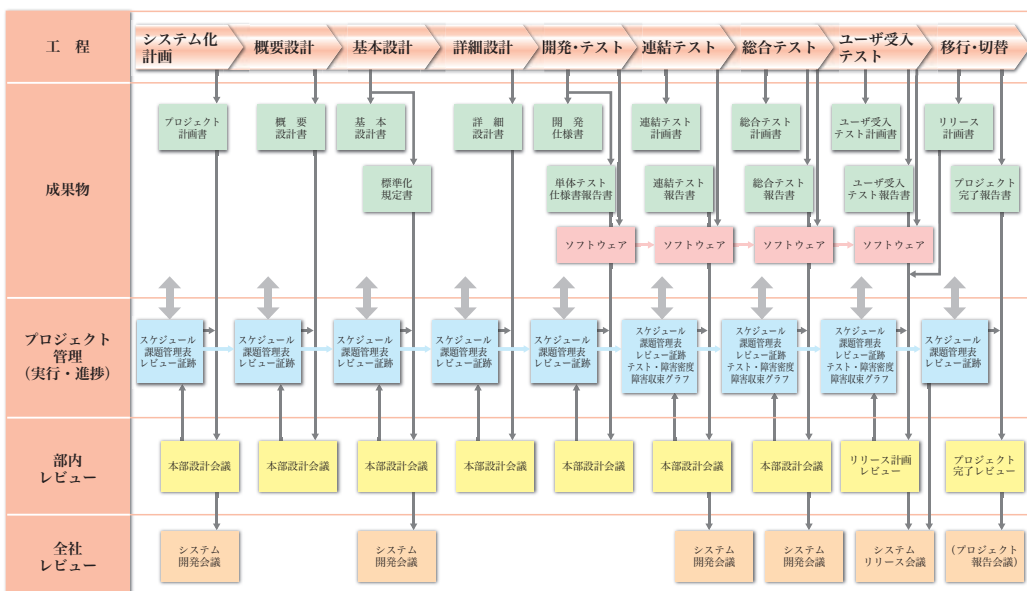 工　程
システム化
計画
概要設計
基本設計
詳細設計
開発・テスト
連結テスト
総合テスト
ユーザ受入
テスト
移行・切替
成果物
プロジェクト
計画書
概　要
設計書
基　本
設計書
詳　細
設計書
開　発
仕様書
連結テスト
計画書
総合テスト
計画書
ユーザ受入
テスト計画書
リリース
計画書
標準化
規定書
単体テスト
仕様書報告書
連結テスト
報告書
総合テスト
報告書
ユーザ受入
テスト報告書
プロジェクト
完了報告書
ソフトウェア
ソフトウェア
ソフトウェア
ソフトウェア
プロジェクト
管理
（実行・進捗）
スケジュール
課題管理表
レビュー証跡
スケジュール
課題管理表
レビュー証跡
スケジュール
課題管理表
レビュー証跡
スケジュール
課題管理表
レビュー証跡
スケジュール
課題管理表
レビュー証跡
スケジュール
課題管理表
レビュー証跡
テスト・障害密度
障害収束グラフ
スケジュール
課題管理表
レビュー証跡
テスト・障害密度
障害収束グラフ
スケジュール
課題管理表
レビュー証跡
テスト・障害密度
障害収束グラフ
スケジュール
課題管理表
レビュー証跡
部内
レビュー
本部設計会議
本部設計会議
本部設計会議
本部設計会議
本部設計会議
本部設計会議
本部設計会議
リリース計画
レビュー
プロジェクト
完了レビュー
全社
レビュー
システム
開発会議
システム
開発会議
システム
開発会議
システム
開発会議
システム
リリース会議
（プロジェクト
報告会議）